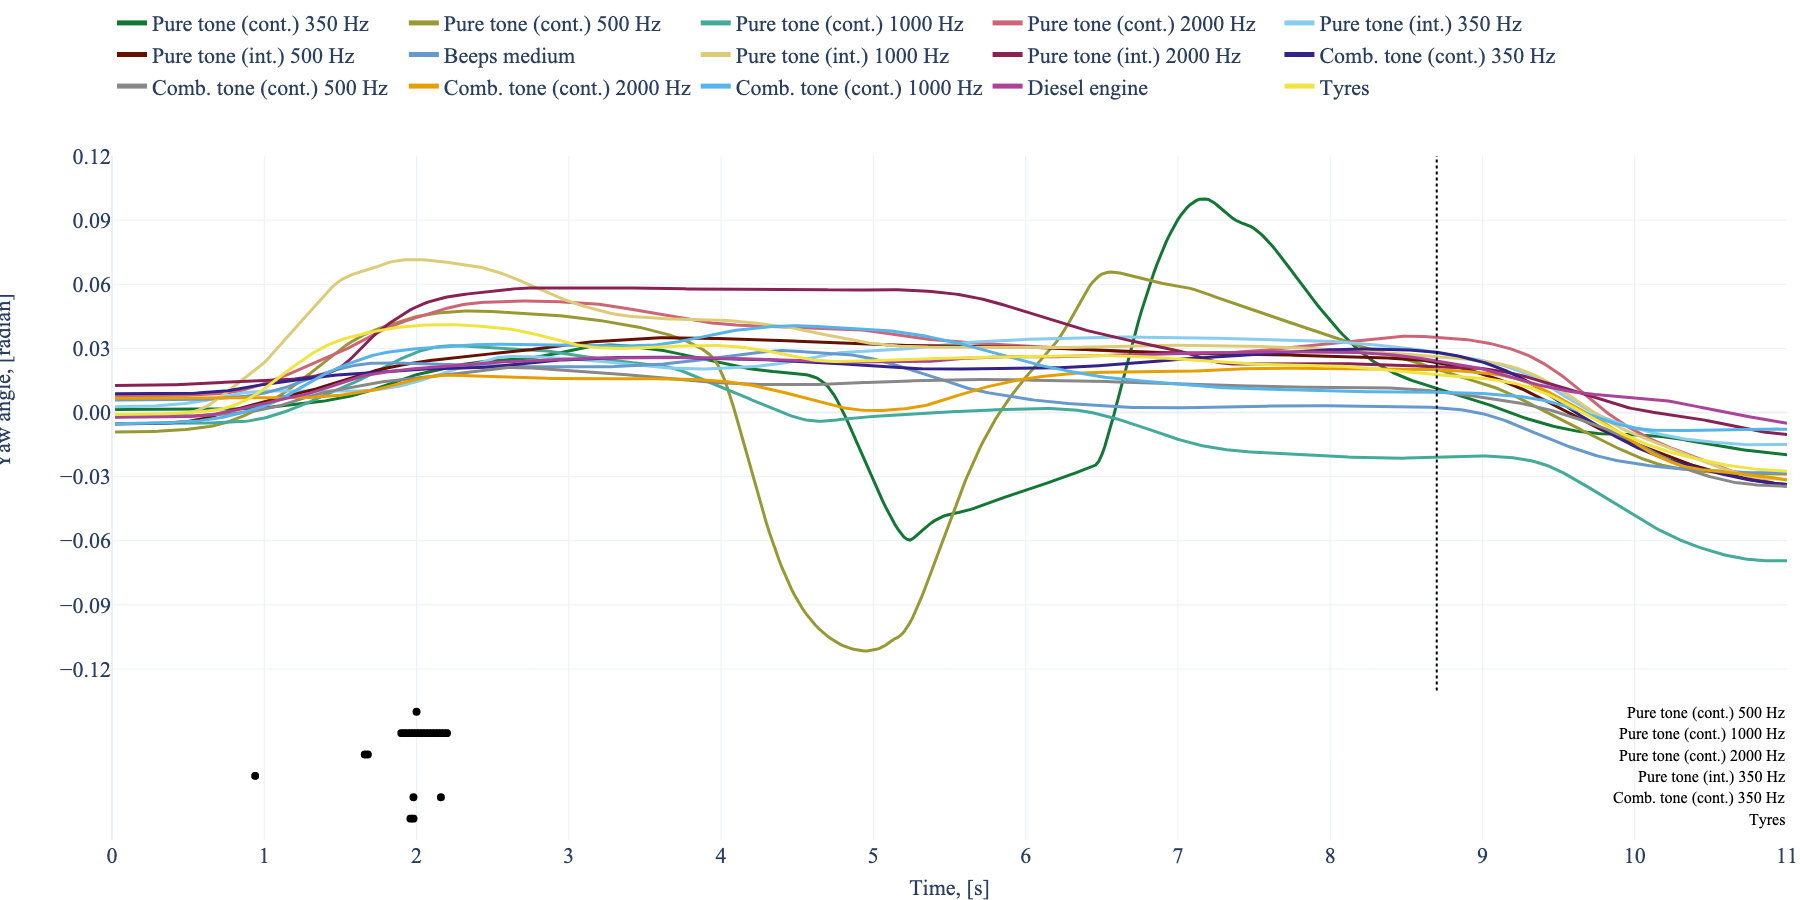 Pure tone (cont.) 350 Hz Pure tone (cont.) 500 Hz Pure tone (cont.) 1000 Hz Pure tone (cont.) 2000 Hz Pure tone (int.) 350 Hz
Pure tone (int.) 500 Hz Beeps medium Pure tone (int.) 1000 Hz Pure tone (int.) 2000 Hz Comb. tone (cont.) 350 Hz
Comb. tone (cont.) 500 Hz Comb. tone (cont.) 2000 Hz Comb. tone (cont.) 1000 Hz Diesel engine Tyres
0.12
0.09
0.06
0.03
0.00
−0.03
−0.06
−0.09
−0.12
Yaw angle, [radian]
Pure tone (cont.) 500 Hz
Pure tone (cont.) 1000 Hz
Pure tone (cont.) 2000 Hz
Pure tone (int.) 350 Hz
Comb. tone (cont.) 350 Hz
Tyres
0 1 2 3 4 5 6 7 8 9 10 11
Time, [s]